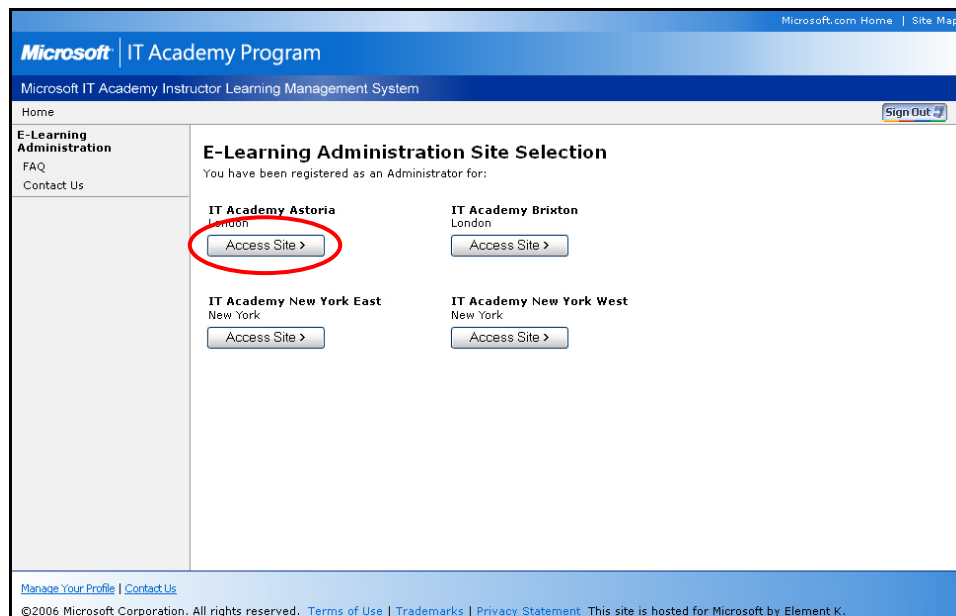 Microsoft.com Home | Site Map
Microsoft | IT Academy Program
Microsoft IT Academy Instructor Learning Management System
Home
Sign Out
E-Learning
Administration
FAQ
Contact Us
E-Learning Administration Site Selection
You have been registered as an Administrator for:
IT Academy Astoria
London
Access Site >
IT Academy Brixton
London
Access Site >
IT Academy New York East
New York
Access Site >
IT Academy New York West
New York
Access Site >
Manage Your Profile | Contact Us
©2006 Microsoft Corporation. All rights reserved. Terms of Use | Trademarks | Privacy Statement This site is hosted for Microsoft by Element K.